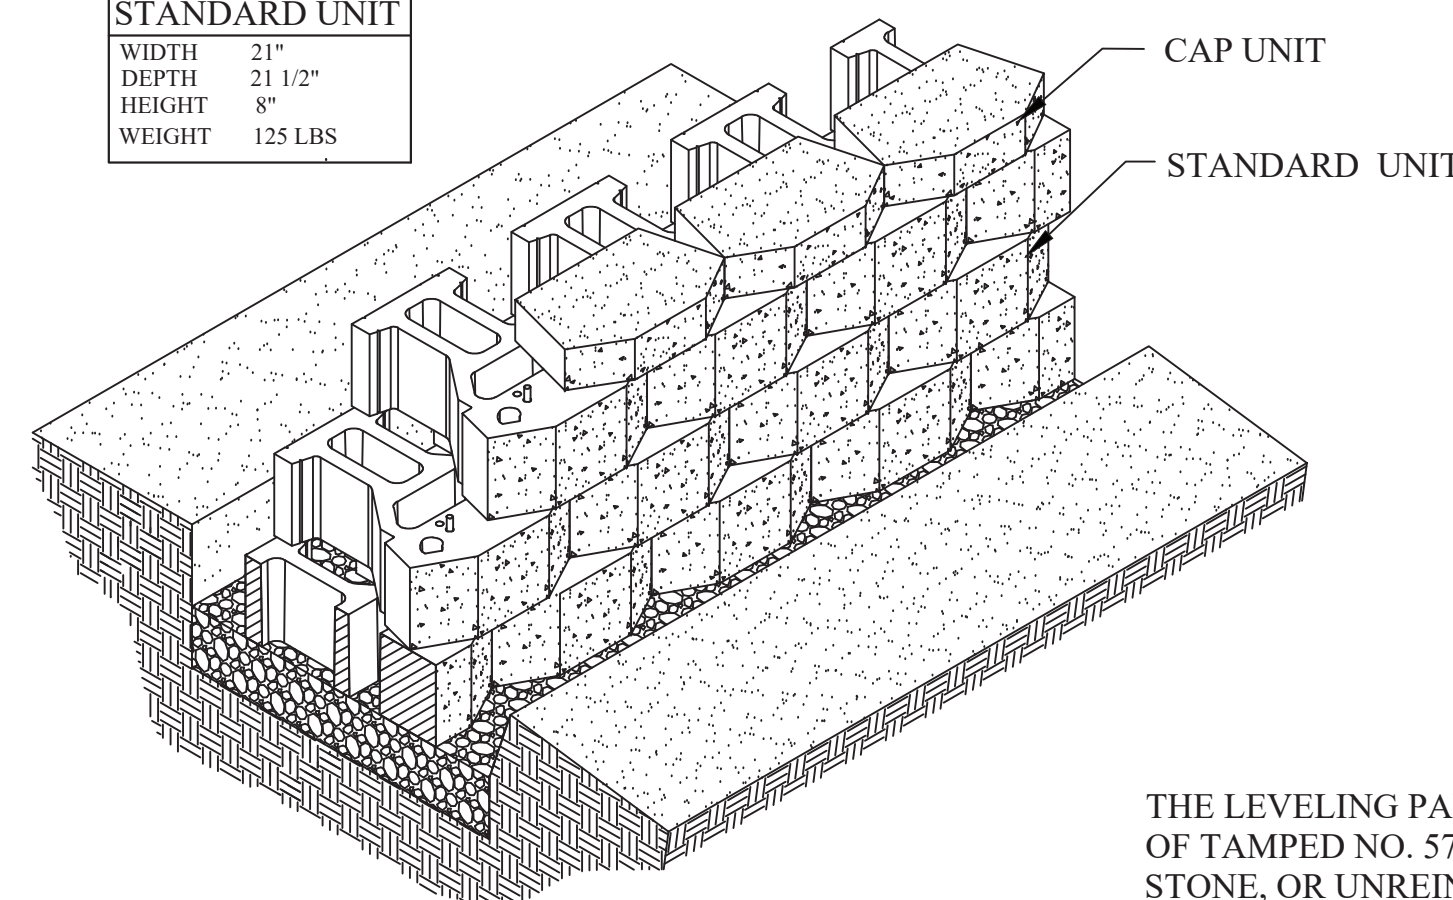 STANDARD UNIT
WIDTH 21"
DEPTH 21 1/2"
HEIGHT 8"
WEIGHT 125 LBS
CAP UNIT
STANDARD UNIT
THE LEVELING PA
OF TAMPED NO. 57
STONE, OR UNREIN